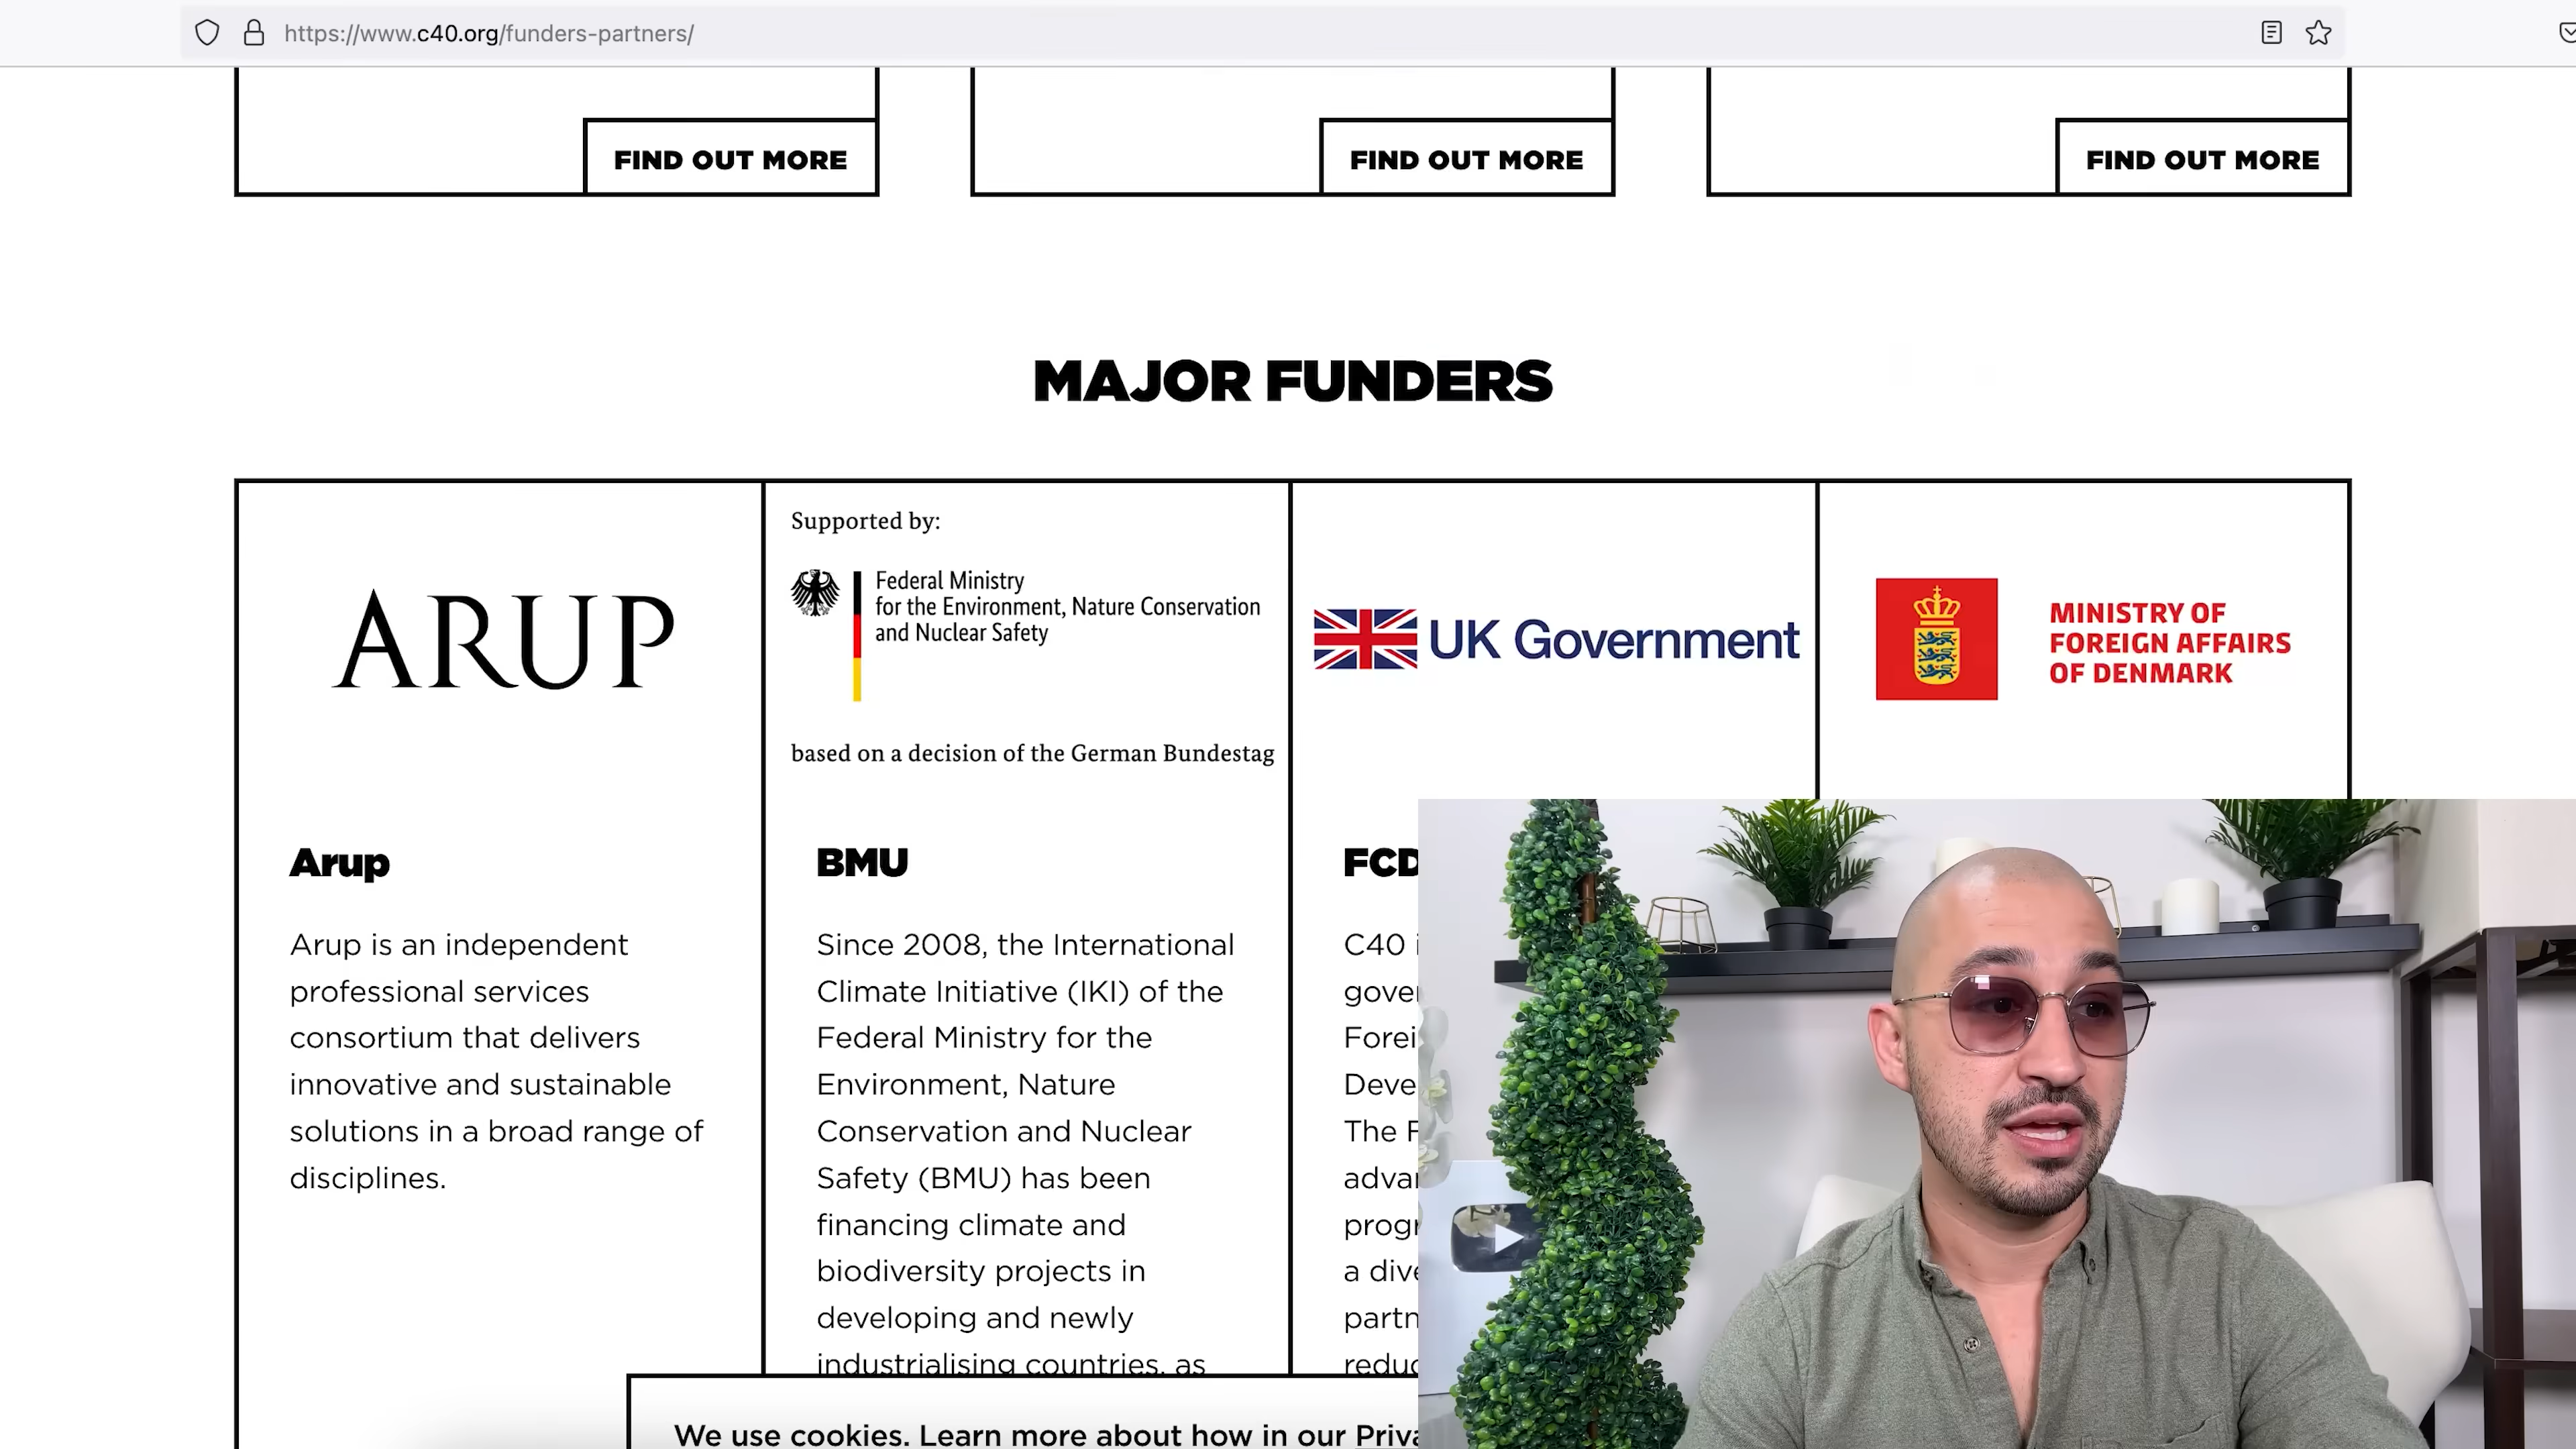 https://www.c40.org/funders-partners/
FIND OUT MORE
FIND OUT MORE
FIND OUT MORE
MAJOR FUNDERS
ARUP
Arup
Arup is an independent
professional services
consortium that delivers
innovative and sustainable
solutions in a broad range of
disciplines.
Supported by:
Federal Ministry
for the Environment, Nature Conservation
and Nuclear Safety
based on a decision of the German Bundestag
BMU
Since 2008, the International
Climate Initiative (IKI) of the
Federal Ministry for the
Environment, Nature
Conservation and Nuclear
Safety (BMU) has been
financing climate and
biodiversity projects in
developing and newly
industrialising countries, as
UK Government
C40
The
a
MINISTRY OF
FOREIGN AFFAIRS
OF DENMARK
We use cookies. Learn more about how in our